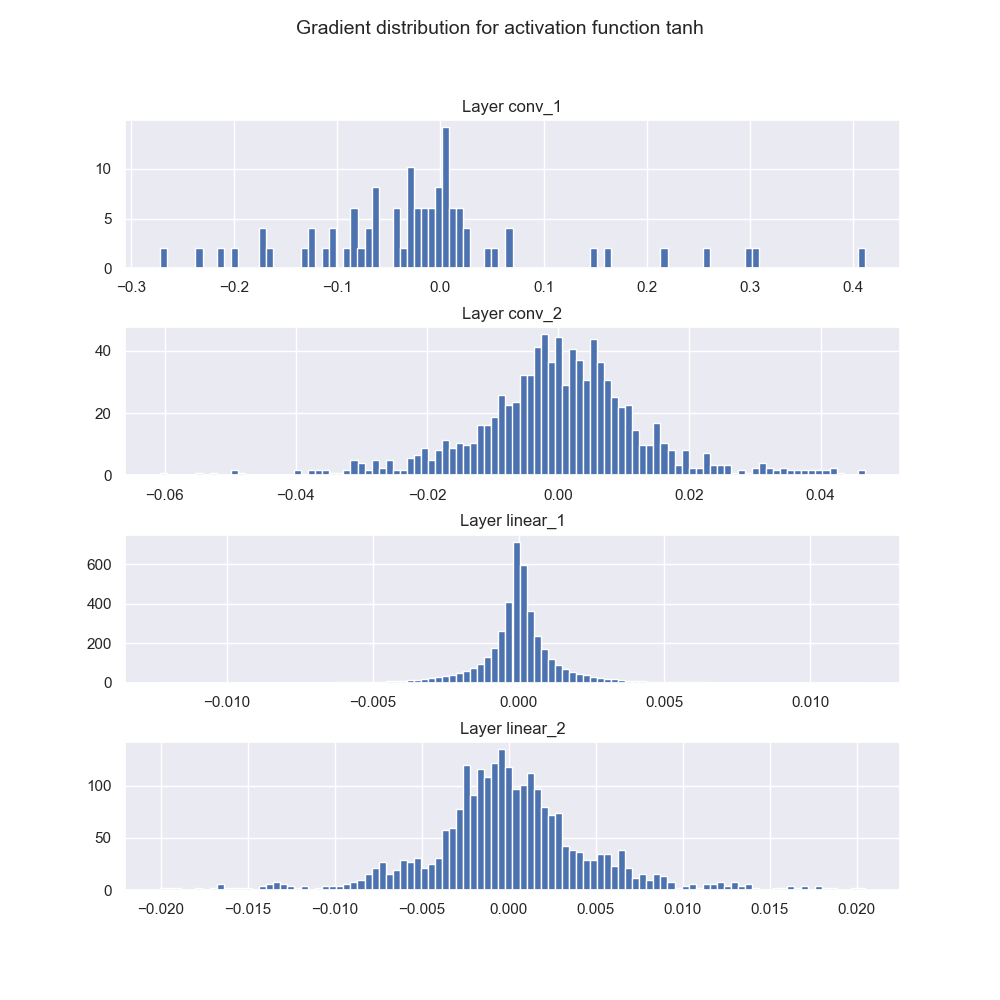 Gradient distribution for activation function tanh
Layer conv_1
10
5
0
−0.3 −0.2 −0.1 0.0 0.1 0.2 0.3 0.4
Layer conv_2
40
20
0
−0.06 −0.04 −0.02 0.00 0.02 0.04
Layer linear_1
600
400
200
0
−0.010 −0.005 0.000 0.005 0.010
Layer linear_2
100
50
0
−0.020 −0.015 −0.010 −0.005 0.000 0.005 0.010 0.015 0.020